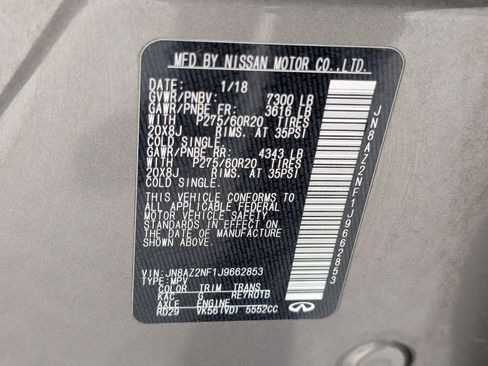 MFD BY NISSAN MOTOR CO.,LTD.
DATE: 1/18
GVWR/PNBV: 7300 LB
GAWR/PNBE FR: 3616 LB
WITH P275/60R20 TIRES
20X8J RIMS. AT 35PSI
COLD SINGLE.
GAWR/PNBE RR: 4343 LB
WITH P275/60R20 TIRES
20X8J RIMS. AT 35PSI
COLD SINGLE.
THIS VEHICLE CONFORMS
TO ALL APPLICABLE FEDERAL
MOTOR VEHICLE SAFETY
STANDARDS IN EFFECT ON
THE DATE OF MANUFACTURE
SHOWN ABOVE.
VIN: JN8AZ2NF1J9662853
TYPE: MPV
COLOR TRIM TRANS
KAC G RE7R01B
AXLE ENGINE
RD29 VK56(VD) 5552CC
JN8AZ2NF1J9662853